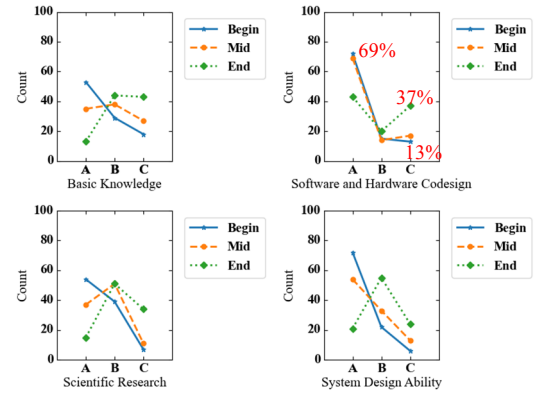 100
80
60
40
20
0
Count
A B C
Basic Knowledge
Begin
Mid
End
100
80
60
40
20
0
Count
69%
37%
13%
A B C
Software and Hardware Codesign
Begin
Mid
End
100
80
60
40
20
0
Count
A B C
Scientific Research
Begin
Mid
End
100
80
60
40
20
0
Count
A B C
System Design Ability
Begin
Mid
End